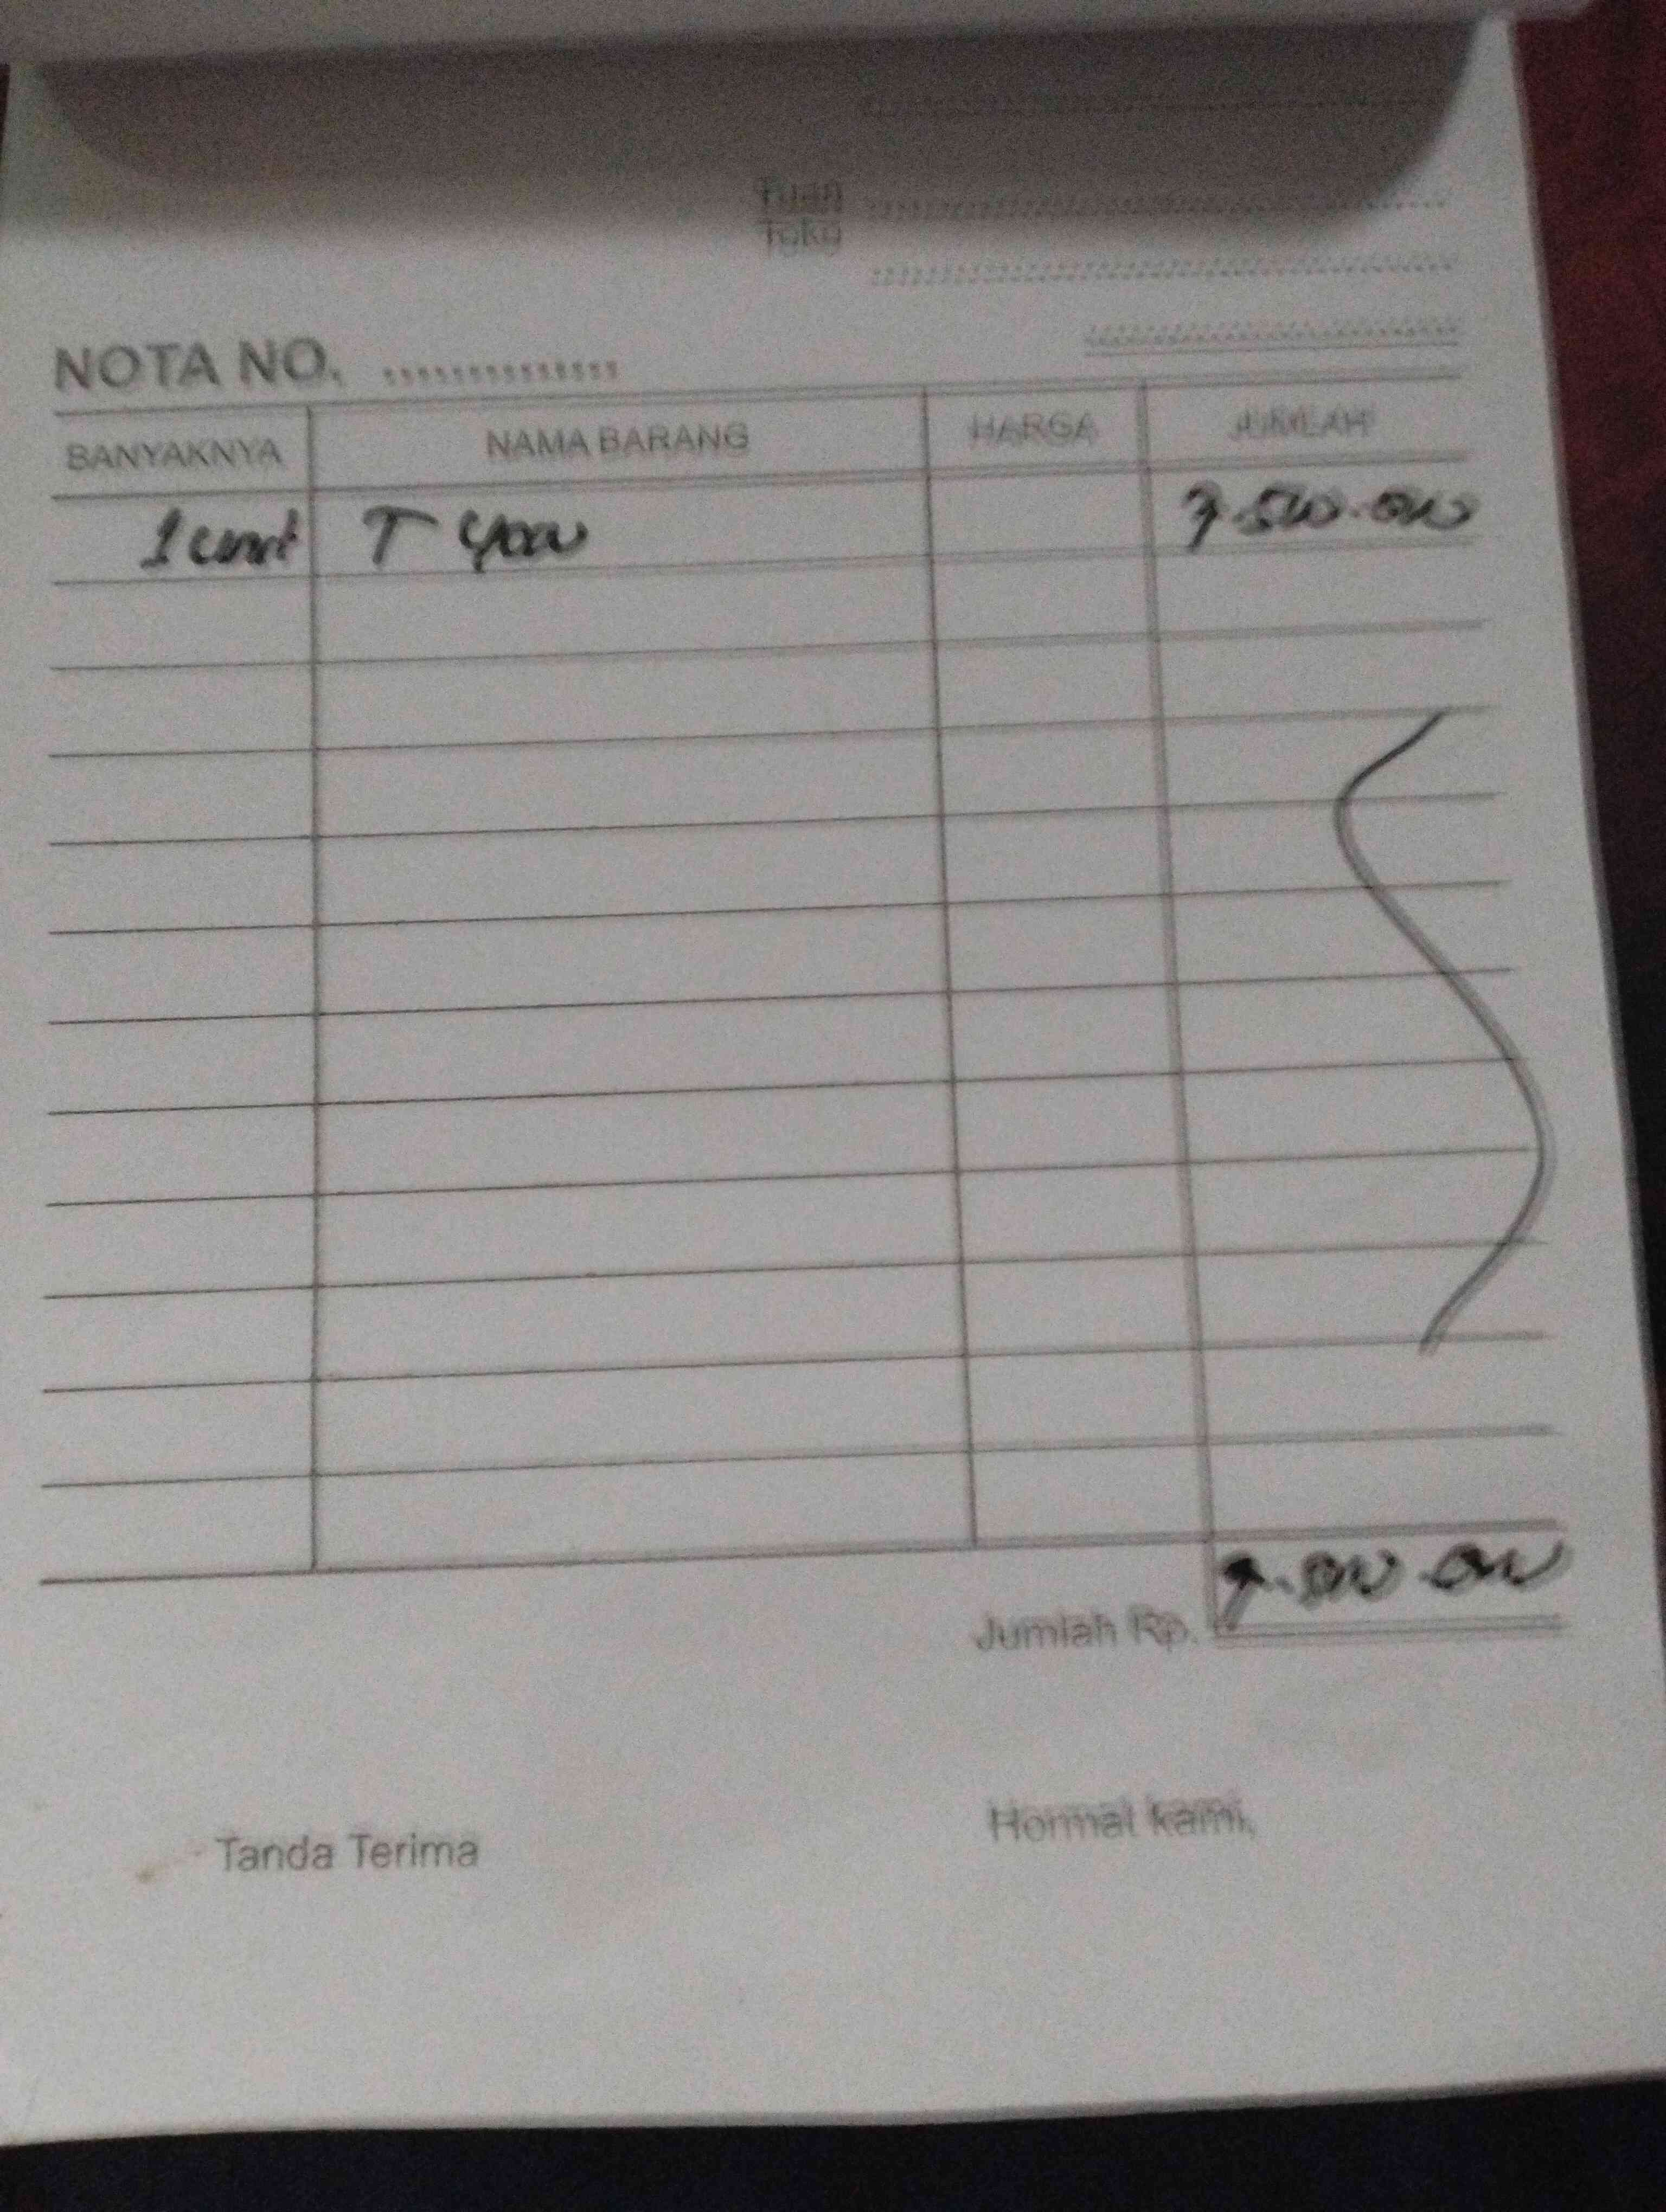 Tuan
Toko
NOTA NO. ..............
BANYAKNYA NAMA BARANG HARGA JUMLAH
1 unit T 400 7.500.000
Jumlah Rp. 7.500.000
Tanda Terima Hormat kami,